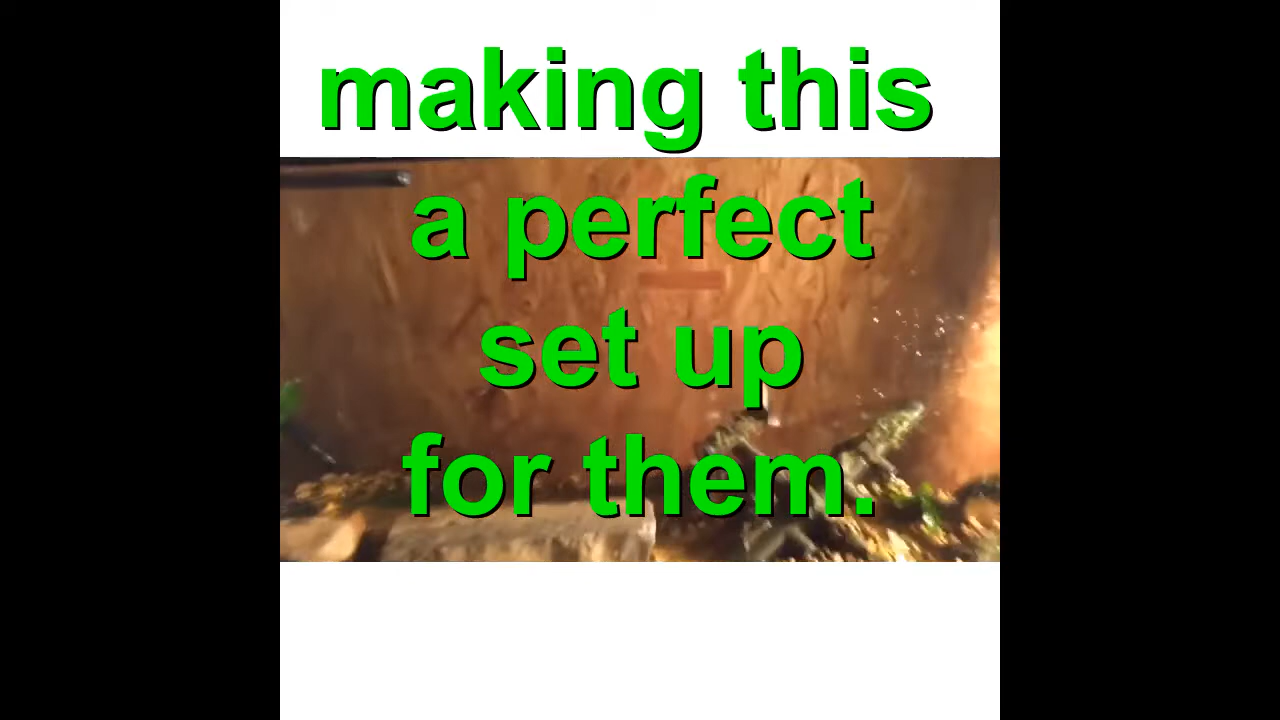 making this
a perfect
set up
for them.